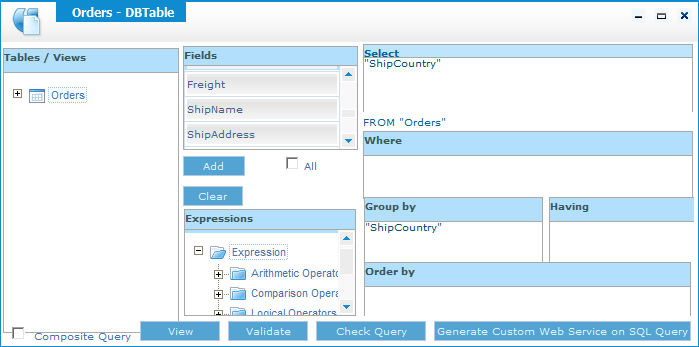 Orders - DBTable
Tables / Views
Orders
Fields
Freight
ShipName
ShipAddress
Add
All
Clear
Expressions
Expression
Arithmetic Operator
Comparison Opera
Logical Operators
Select
"ShipCountry"
FROM "Orders"
Where
Group by
"ShipCountry"
Having
Order by
Composite Query
View
Validate
Check Query
Generate Custom Web Service on SQL Query